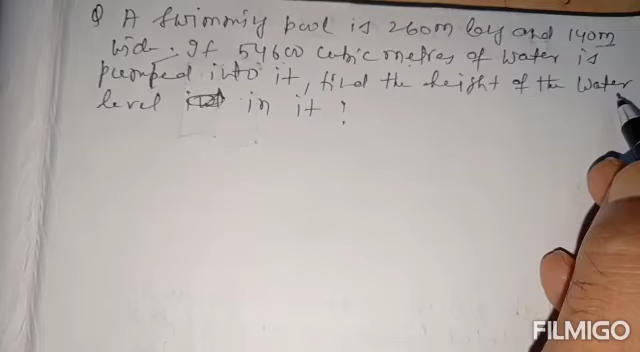 Q A Swimming pool is 260m long and 140m
wide. If 54600 cubic metres of water is
pumped into it, find the height of the water
level in it ?
FILMIGO